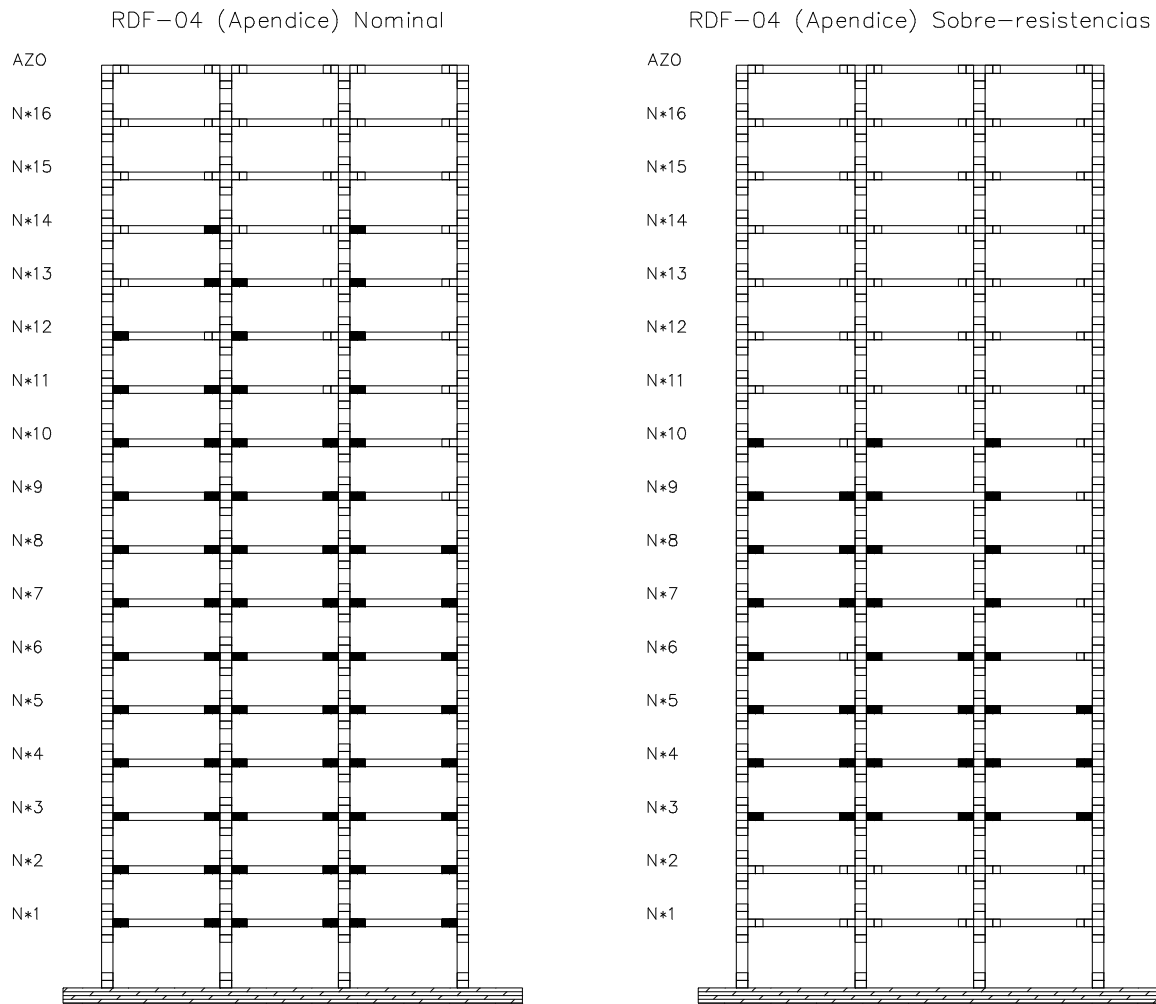 RDF-04 (Apendice) Nominal
AZO
N*16
N*15
N*14
N*13
N*12
N*11
N*10
N*9
N*8
N*7
N*6
N*5
N*4
N*3
N*2
N*1
RDF-04 (Apendice) Sobre-resistencias
AZO
N*16
N*15
N*14
N*13
N*12
N*11
N*10
N*9
N*8
N*7
N*6
N*5
N*4
N*3
N*2
N*1